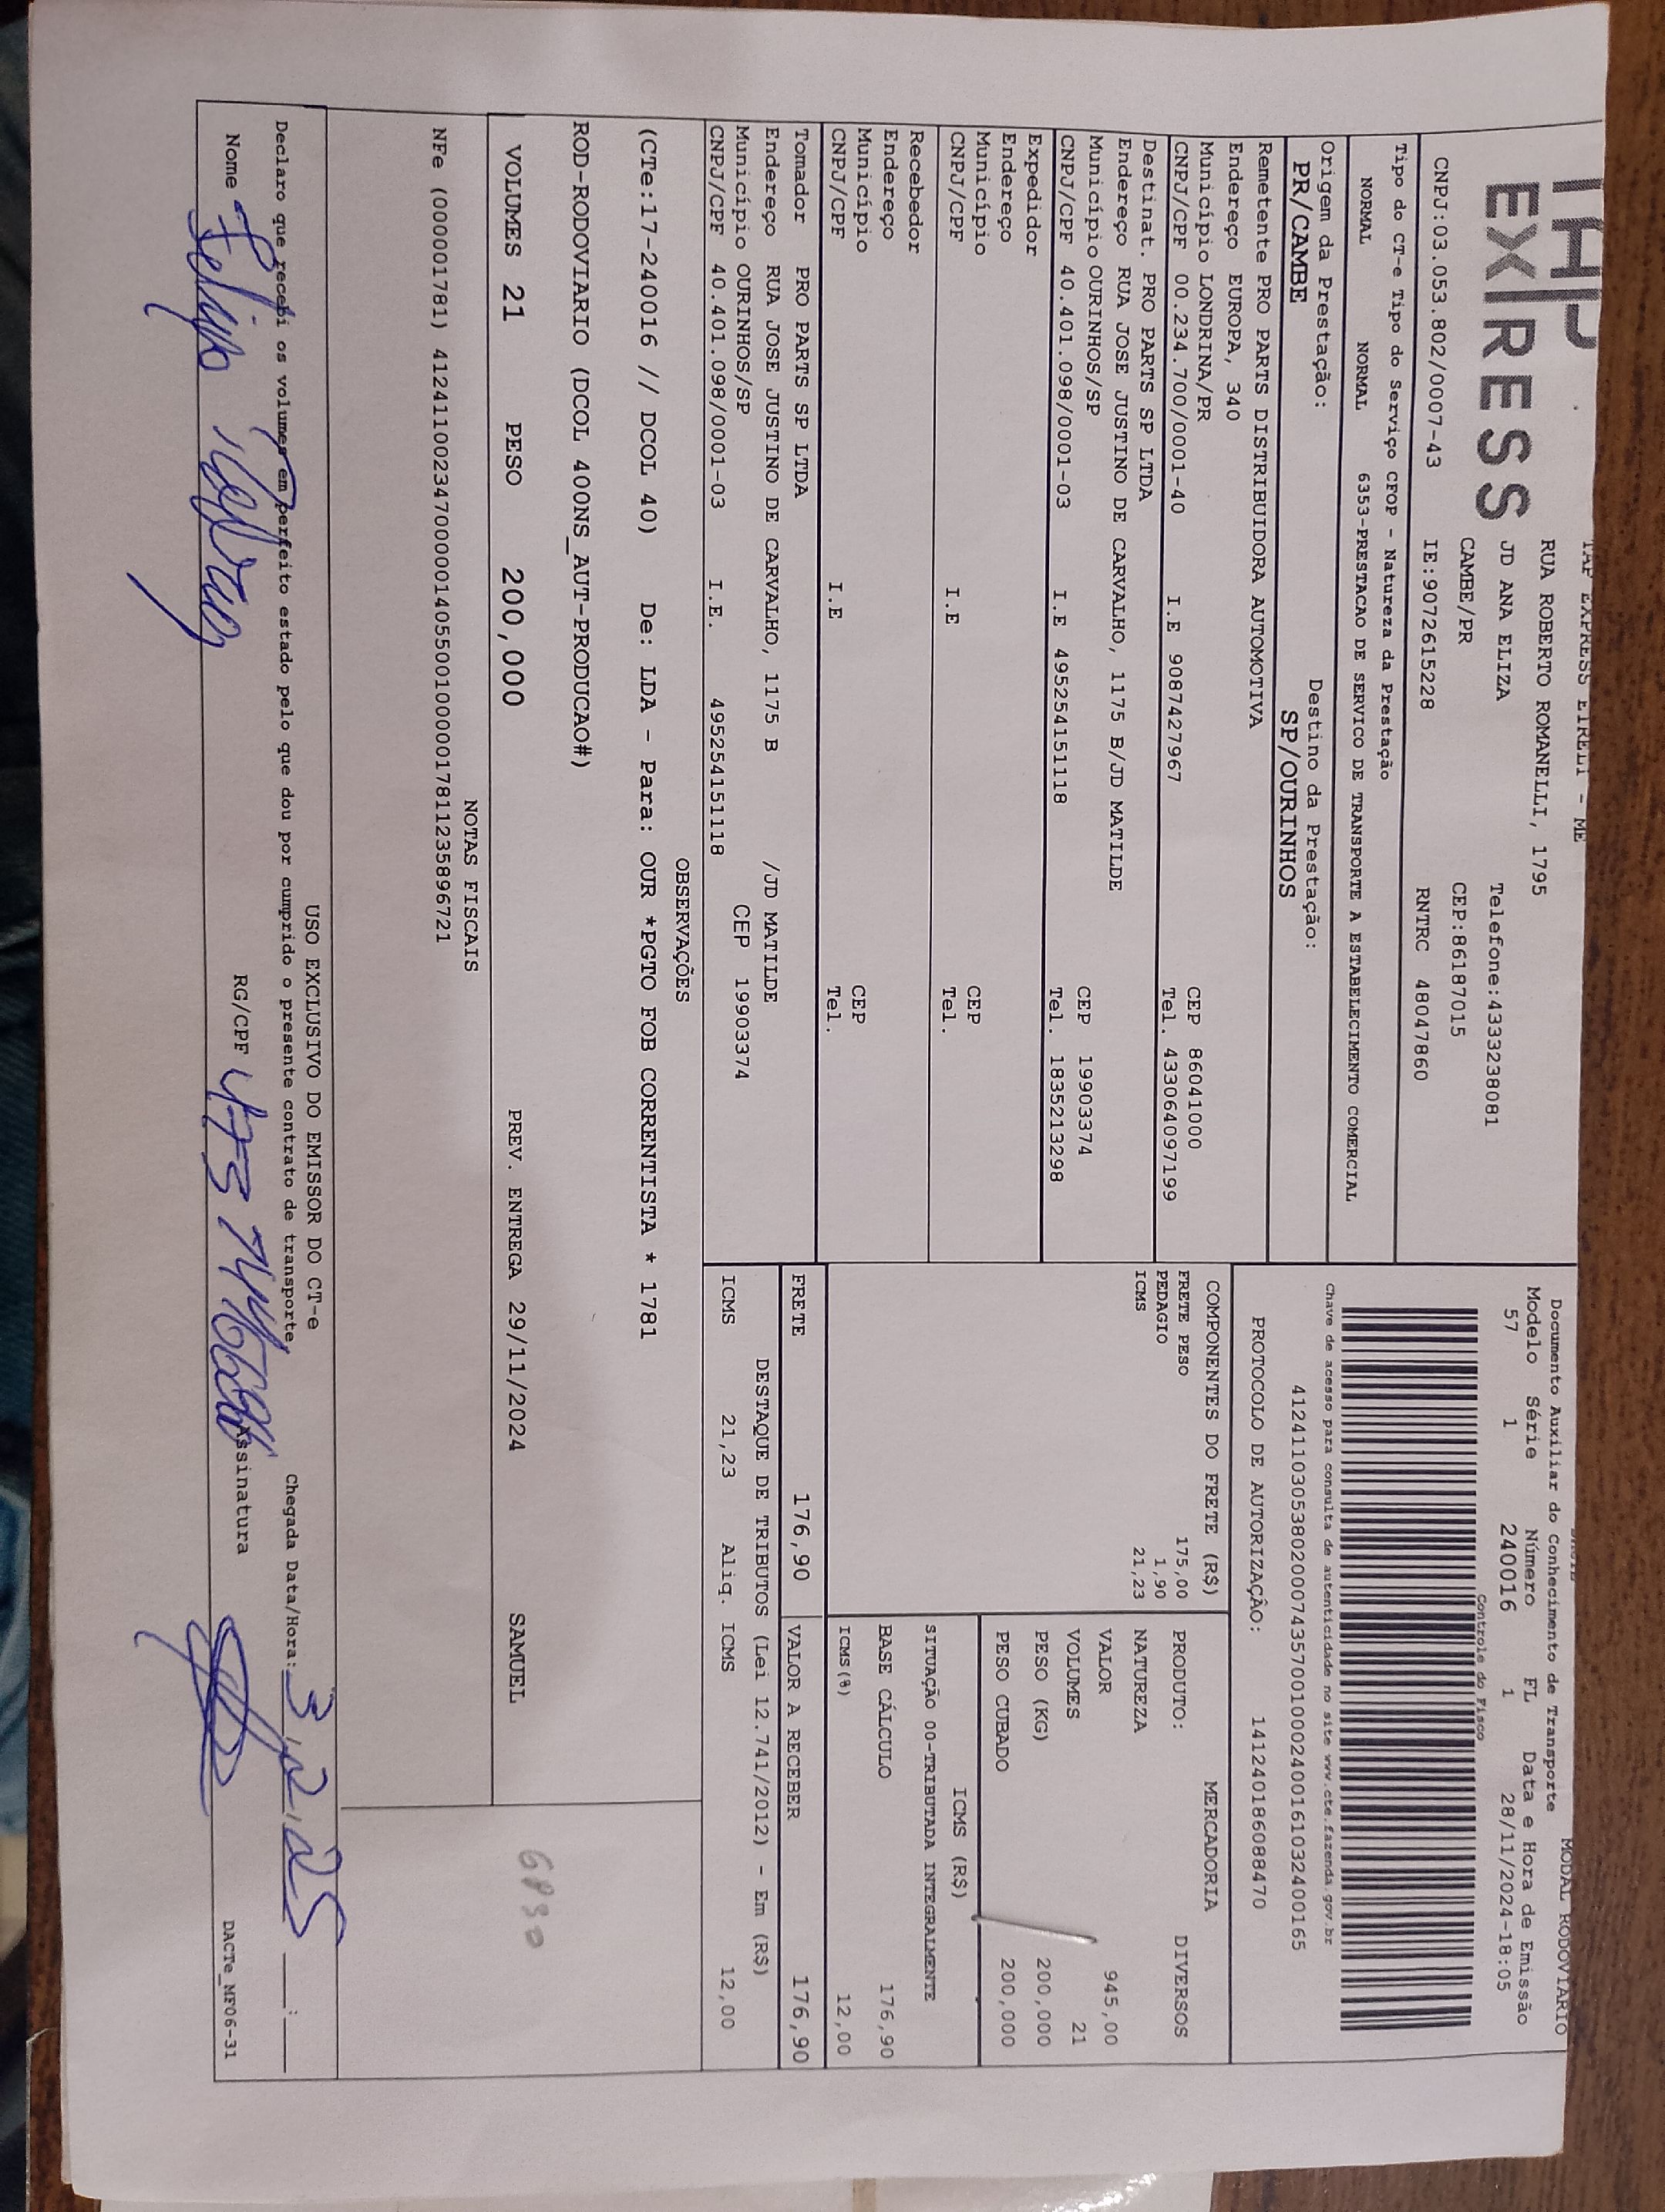 TAP
EXPRESS
TAP EXPRESS EIRELI - ME
RUA ROBERTO ROMANELLI, 1795
JD ANA ELIZA Telefone:4333238081
CAMBE/PR CEP:86187015
CNPJ:03.053.802/0007-43 IE:9072615228 RNTRC 48047860
Tipo do CT-e Tipo do Serviço CFOP - Natureza da Prestação
NORMAL NORMAL 6353-PRESTACAO DE SERVICO DE TRANSPORTE A ESTABELECIMENTO COMERCIAL
Origem da Prestação: Destino da Prestação:
PR/CAMBE SP/OURINHOS
MODAL RODOVIARIO
Documento Auxiliar do Conhecimento de Transporte
Modelo Série Número FL Data e Hora de Emissão
57 1 240016 1 28/11/2024-18:05
Controle do Fisco
Chave de acesso para consulta de autenticidade no site www.cte.fazenda.gov.br
41241103053802000743570010002400161032400165
PROTOCOLO DE AUTORIZAÇÃO: 141240186088470
Remetente PRO PARTS DISTRIBUIDORA AUTOMOTIVA
Endereço EUROPA, 340
Município LONDRINA/PR CEP 86041000
CNPJ/CPF 00.234.700/0001-40 I.E 9087427967 Tel. 433064097199
Destinat. PRO PARTS SP LTDA
Endereço RUA JOSE JUSTINO DE CARVALHO, 1175 B/JD MATILDE
Município OURINHOS/SP CEP 19903374
CNPJ/CPF 40.401.098/0001-03 I.E 495254151118 Tel. 1835213298
Expedidor
Endereço
Município CEP
CNPJ/CPF I.E Tel.
Recebedor
Endereço
Município CEP
CNPJ/CPF I.E Tel.
Tomador PRO PARTS SP LTDA
Endereço RUA JOSE JUSTINO DE CARVALHO, 1175 B /JD MATILDE
Município OURINHOS/SP CEP 19903374
CNPJ/CPF 40.401.098/0001-03 I.E. 495254151118
COMPONENTES DO FRETE (R$)
FRETE PESO 175,00
PEDAGIO 1,90
ICMS 21,23
MERCADORIA
PRODUTO: DIVERSOS
NATUREZA
VALOR 945,00
VOLUMES 21
PESO (KG) 200,000
PESO CUBADO 200,000
ICMS (R$)
SITUAÇÃO 00-TRIBUTADA INTEGRALMENTE
BASE CÁLCULO 176,90
ICMS(%) 12,00
FRETE 176,90 VALOR A RECEBER 176,90
DESTAQUE DE TRIBUTOS (Lei 12.741/2012) - Em (R$)
ICMS 21,23 Aliq. ICMS 12,00
OBSERVAÇÕES
(CTe:17-240016 // DCOL 40) De: LDA - Para: OUR *PGTO FOB CORRENTISTA * 1781
ROD-RODOVIARIO (DCOL 400NS_AUT-PRODUCAO#)
VOLUMES 21 PESO 200,000 PREV. ENTREGA 29/11/2024 SAMUEL
NOTAS FISCAIS
NFe (000001781) 41241100234700000140550010000017811235896721
USO EXCLUSIVO DO EMISSOR DO CT-e
Declaro que recebi os volumes em perfeito estado pelo que dou por cumprido o presente contrato de transporte Chegada Data/Hora: 3/12/25 :
Nome Felipe RG/CPF Assinatura
DACTe_NF06-31